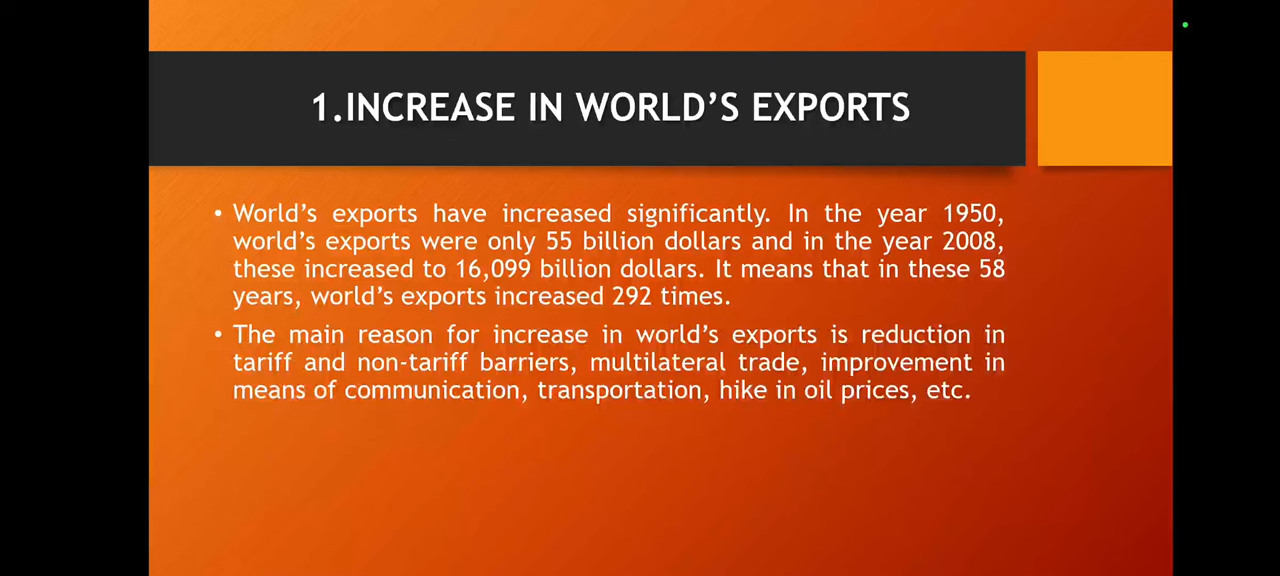 1.INCREASE IN WORLD’S EXPORTS
• World’s exports have increased significantly. In the year 1950,
world’s exports were only 55 billion dollars and in the year 2008,
these increased to 16,099 billion dollars. It means that in these 58
years, world’s exports increased 292 times.
• The main reason for increase in world’s exports is reduction in
tariff and non-tariff barriers, multilateral trade, improvement in
means of communication, transportation, hike in oil prices, etc.